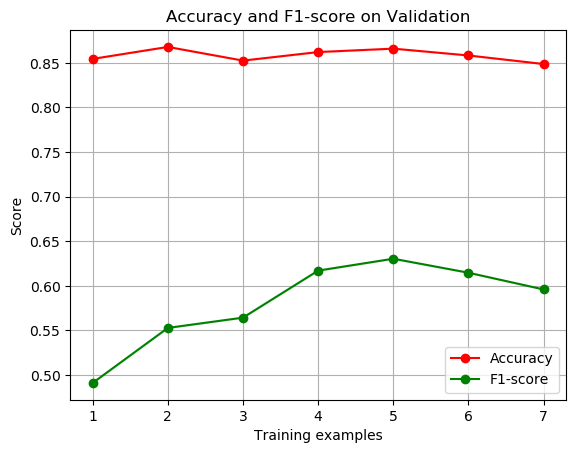 Accuracy and F1-score on Validation
0.85
0.80
0.75
0.70
0.65
0.60
0.55
0.50
Score
1 2 3 4 5 6 7
Training examples
Accuracy
F1-score